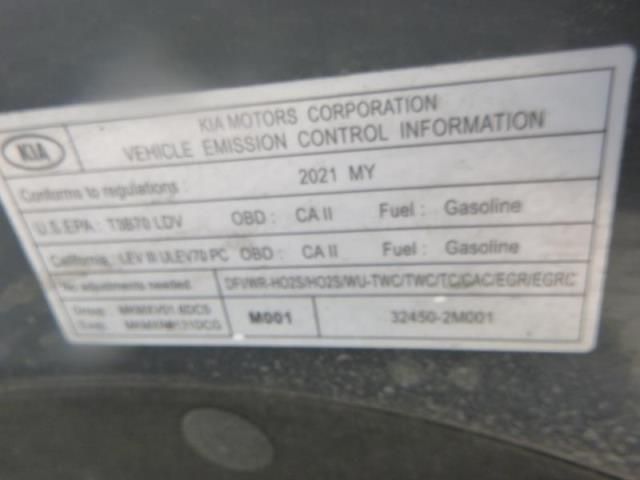 KIA
KIA MOTORS CORPORATION
VEHICLE EMISSION CONTROL INFORMATION
Conforms to regulations : 2021 MY
U.S. EPA : T3B70 LDV OBD : CA II Fuel : Gasoline
California : LEV III ULEV70 PC OBD : CA II Fuel : Gasoline
No adjustments needed. DFI/WR-HO2S/HO2S/WU-TWC/TWC/TC/CAC/EGR/EGRC
Group:
Evap: M001 32450-2M001